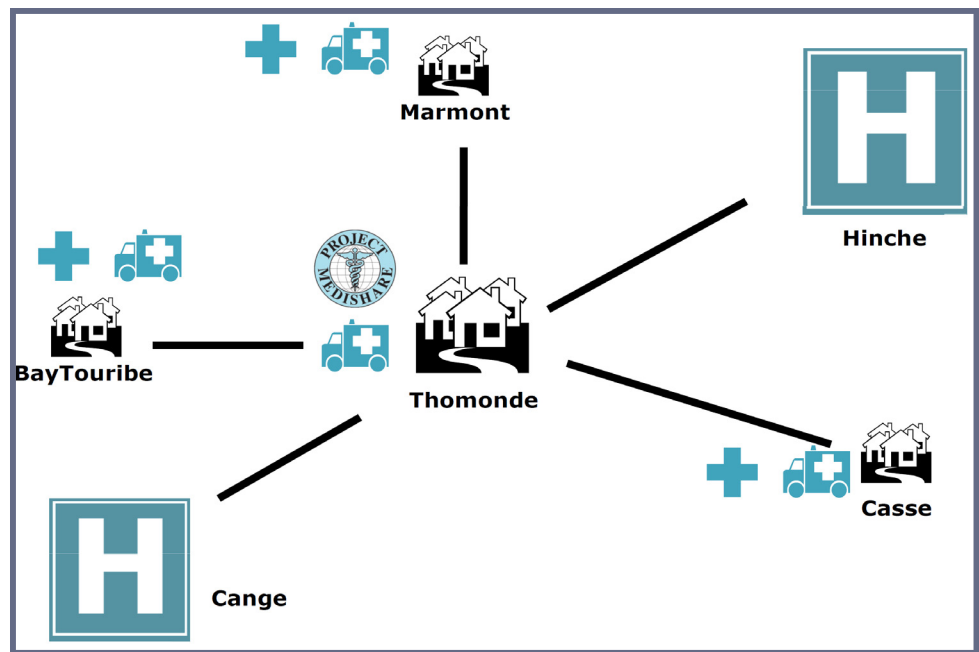 Marmont
H
Hinche
PROJECT
MEDISHARE
BayTouribe
Thomonde
Casse
H
Cange